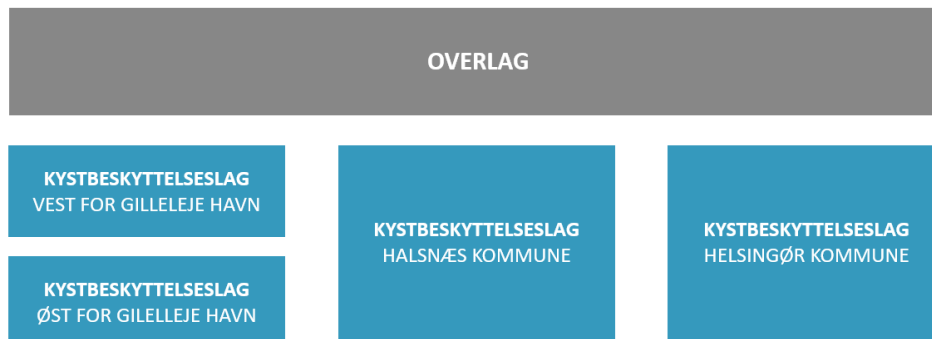 OVERLAG
KYSTBESKYTTELSESLAG
VEST FOR GILLELEJE HAVN
KYSTBESKYTTELSESLAG
ØST FOR GILELLEJE HAVN
KYSTBESKYTTELSESLAG
HALSNÆS KOMMUNE
KYSTBESKYTTELSESLAG
HELSINGØR KOMMUNE